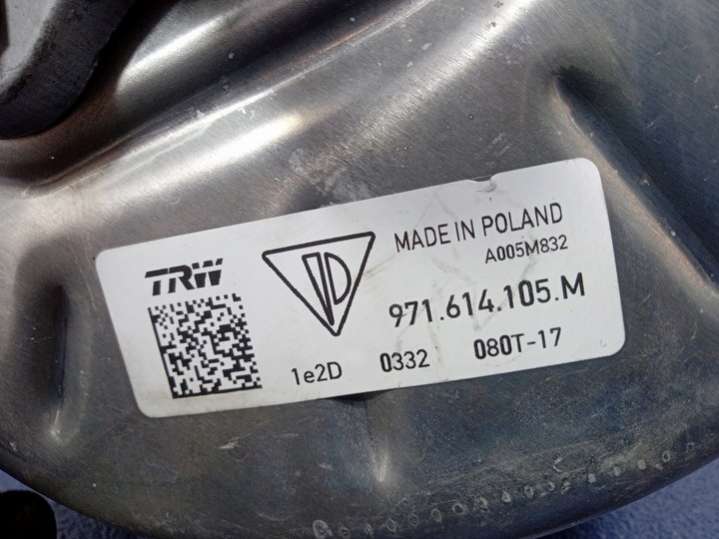 TRW
MADE IN POLAND
A005M832
971.614.105.M
1e2D 0332 080T-17